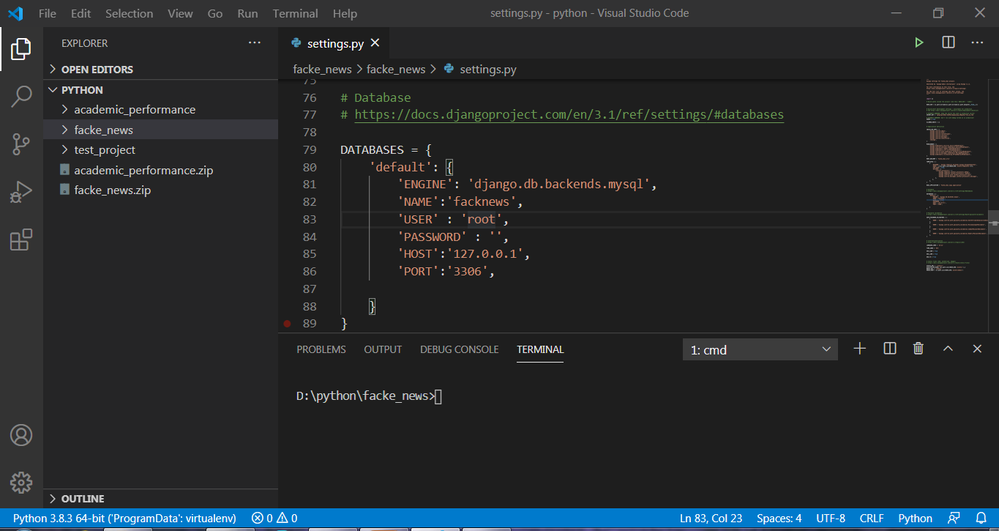 File Edit Selection View Go Run Terminal Help
settings.py - python - Visual Studio Code
EXPLORER
OPEN EDITORS
PYTHON
academic_performance
facke_news
test_project
academic_performance.zip
facke_news.zip
OUTLINE
settings.py
facke_news > facke_news > settings.py
75
76 # Database
77 # https://docs.djangoproject.com/en/3.1/ref/settings/#databases
78
79 DATABASES = {
80 'default': {
81 'ENGINE': 'django.db.backends.mysql',
82 'NAME':'facknews',
83 'USER' : 'root',
84 'PASSWORD' : '',
85 'HOST':'127.0.0.1',
86 'PORT':'3306',
87
88 }
89 }
PROBLEMS OUTPUT DEBUG CONSOLE TERMINAL
1: cmd
D:\python\facke_news>
Python 3.8.3 64-bit ('ProgramData': virtualenv) 0 0
Ln 83, Col 23 Spaces: 4 UTF-8 CRLF Python